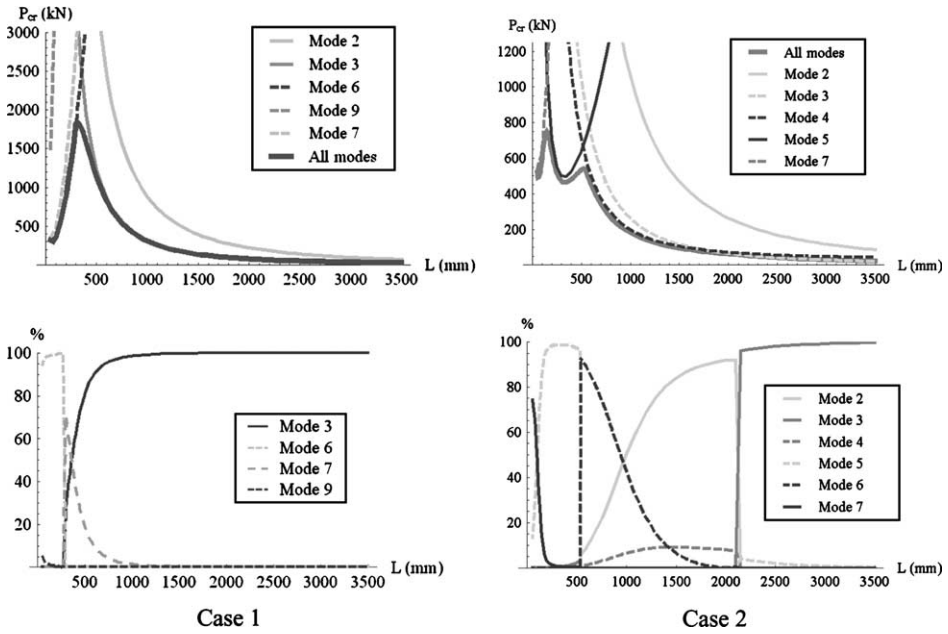 P_cr (kN)
3000
2500
2000
1500
1000
500
500 1000 1500 2000 2500 3000 3500
L (mm)
Mode 2
Mode 3
Mode 6
Mode 9
Mode 7
All modes
P_cr (kN)
1200
1000
800
600
400
200
500 1000 1500 2000 2500 3000 3500
L (mm)
All modes
Mode 2
Mode 3
Mode 4
Mode 5
Mode 7
%
100
80
60
40
20
500 1000 1500 2000 2500 3000 3500
L (mm)
Mode 3
Mode 6
Mode 7
Mode 9
Case 1
%
100
80
60
40
20
500 1000 1500 2000 2500 3000 3500
L (mm)
Mode 2
Mode 3
Mode 4
Mode 5
Mode 6
Mode 7
Case 2